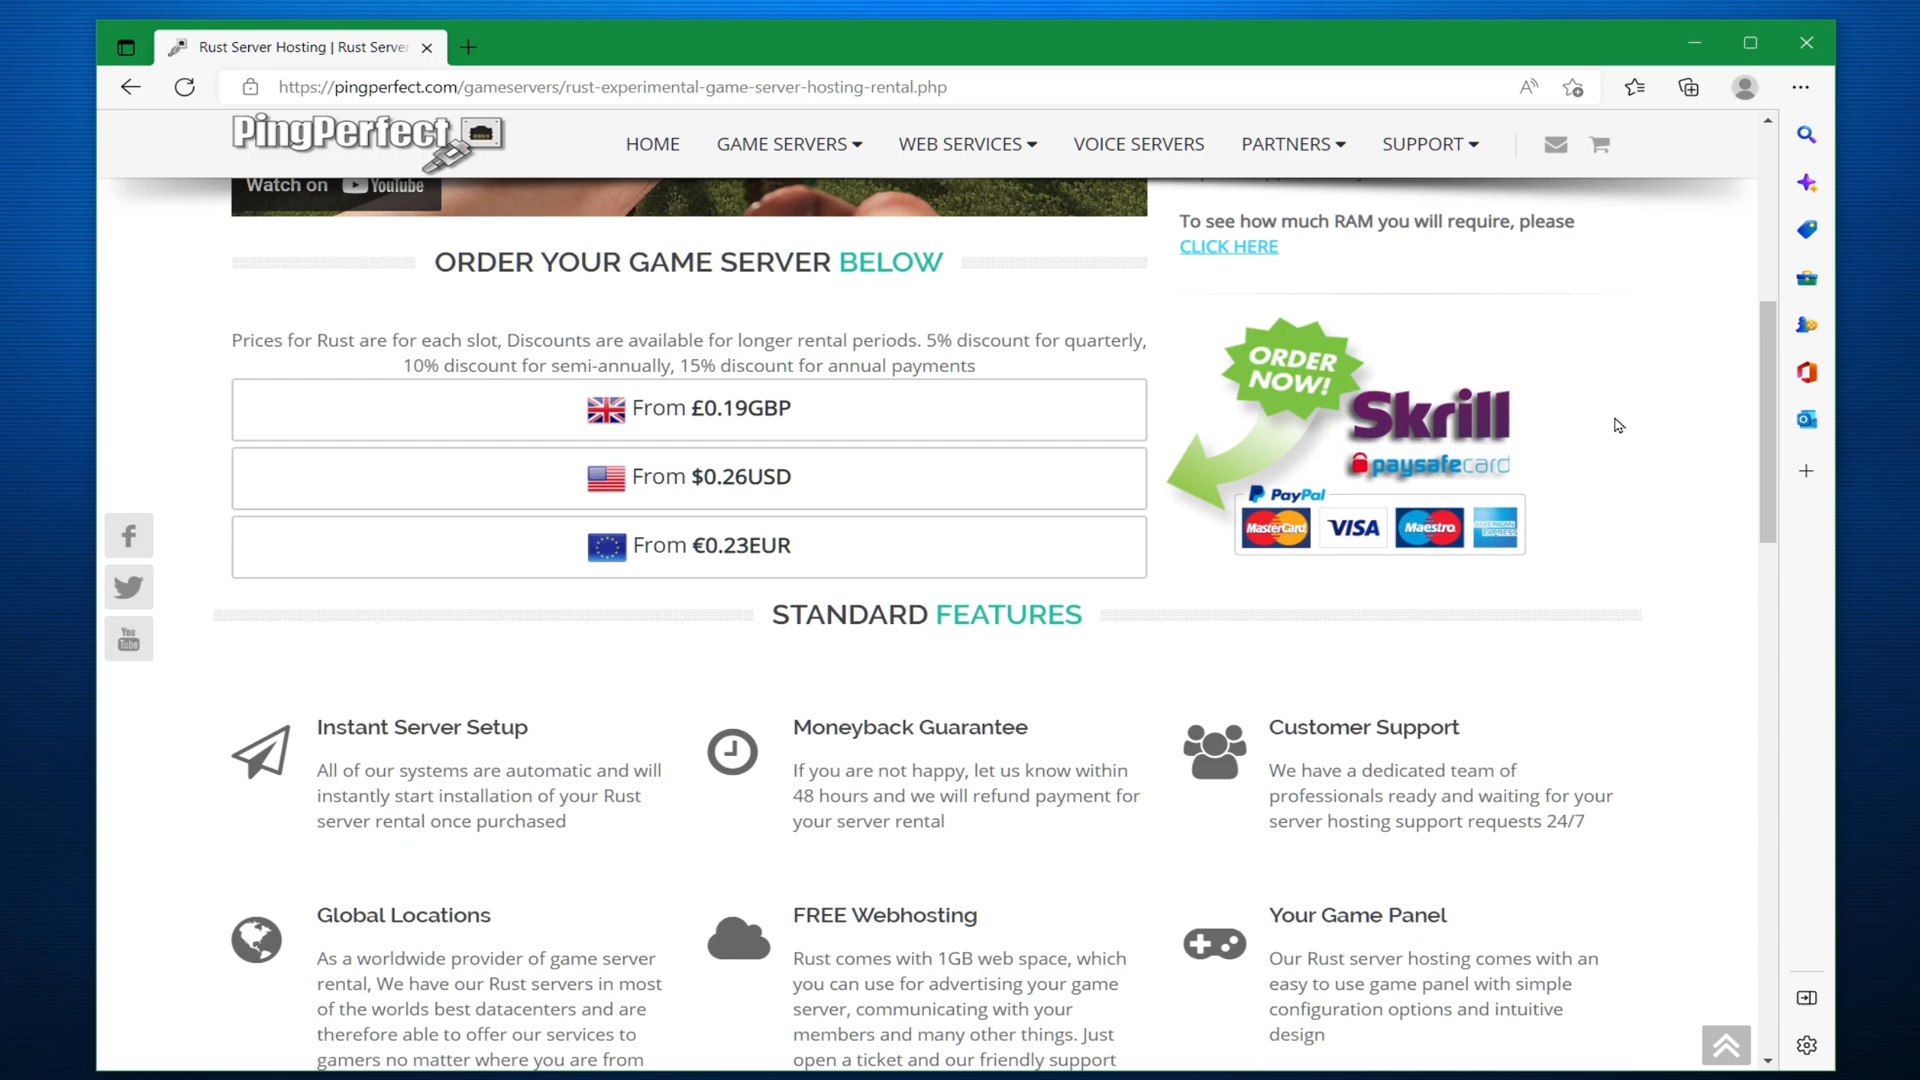 Rust Server Hosting | Rust Server
https://pingperfect.com/gameservers/rust-experimental-game-server-hosting-rental.php
PingPerfect
HOME
GAME SERVERS
WEB SERVICES
VOICE SERVERS
PARTNERS
SUPPORT
Watch on YouTube
To see how much RAM you will require, please
CLICK HERE
ORDER YOUR GAME SERVER BELOW
Prices for Rust are for each slot, Discounts are available for longer rental periods. 5% discount for quarterly,
10% discount for semi-annually, 15% discount for annual payments
From £0.19GBP
From $0.26USD
From €0.23EUR
ORDER
NOW!
Skrill
paysafecard
PayPal
MasterCard
VISA
Maestro
AMERICAN
EXPRESS
You
Tube
STANDARD FEATURES
Instant Server Setup
All of our systems are automatic and will
instantly start installation of your Rust
server rental once purchased
Moneyback Guarantee
If you are not happy, let us know within
48 hours and we will refund payment for
your server rental
Customer Support
We have a dedicated team of
professionals ready and waiting for your
server hosting support requests 24/7
Global Locations
As a worldwide provider of game server
rental, We have our Rust servers in most
of the worlds best datacenters and are
therefore able to offer our services to
gamers no matter where you are from
FREE Webhosting
Rust comes with 1GB web space, which
you can use for advertising your game
server, communicating with your
members and many other things. Just
open a ticket and our friendly support
Your Game Panel
Our Rust server hosting comes with an
easy to use game panel with simple
configuration options and intuitive
design